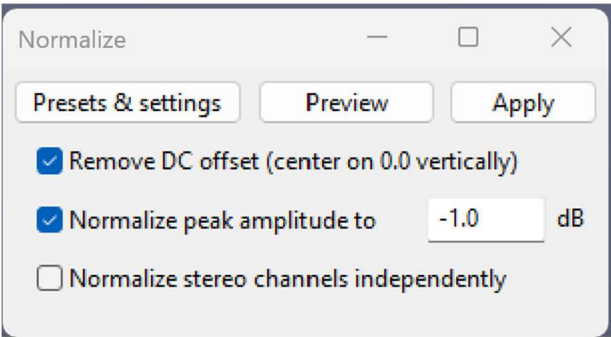 Normalize
Presets & settings Preview Apply
Remove DC offset (center on 0.0 vertically)
Normalize peak amplitude to -1.0 dB
Normalize stereo channels independently